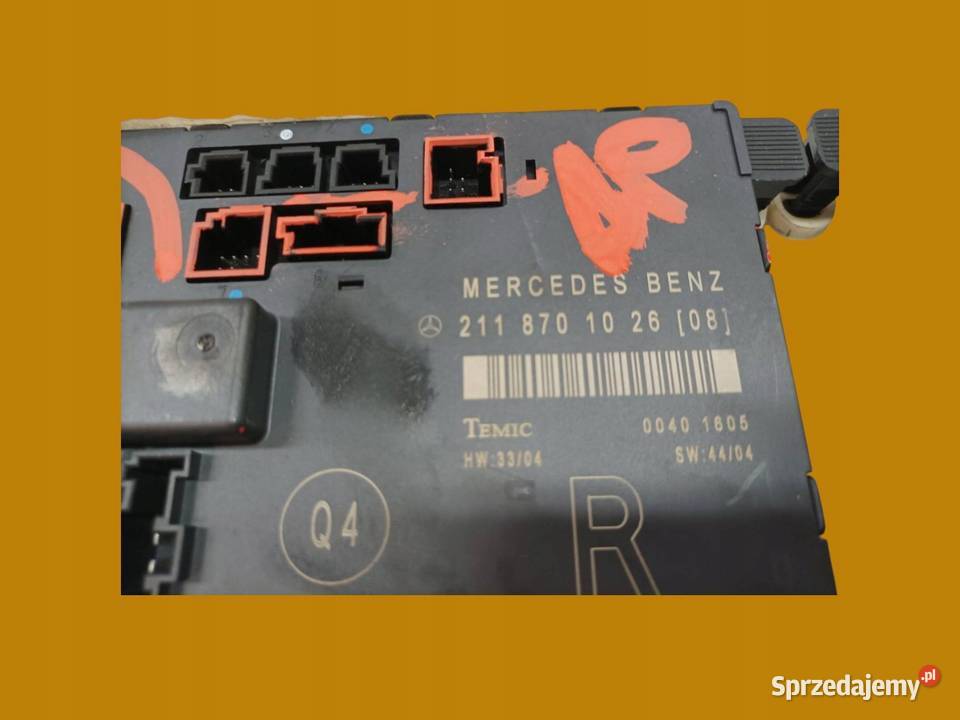 MERCEDES BENZ
211 870 10 26 [08]
TEMIC 0040 1605
HW:33/04 SW:44/04
Q4
R
Sprzedajemy.pl